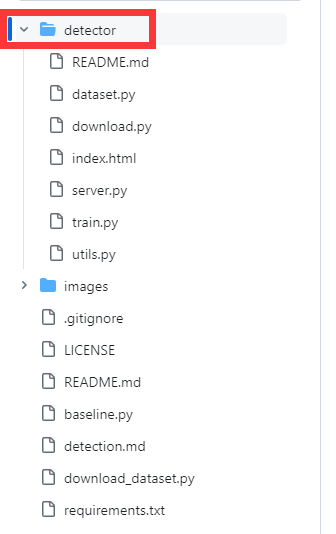 detector
README.md
dataset.py
download.py
index.html
server.py
train.py
utils.py
images
.gitignore
LICENSE
README.md
baseline.py
detection.md
download_dataset.py
requirements.txt